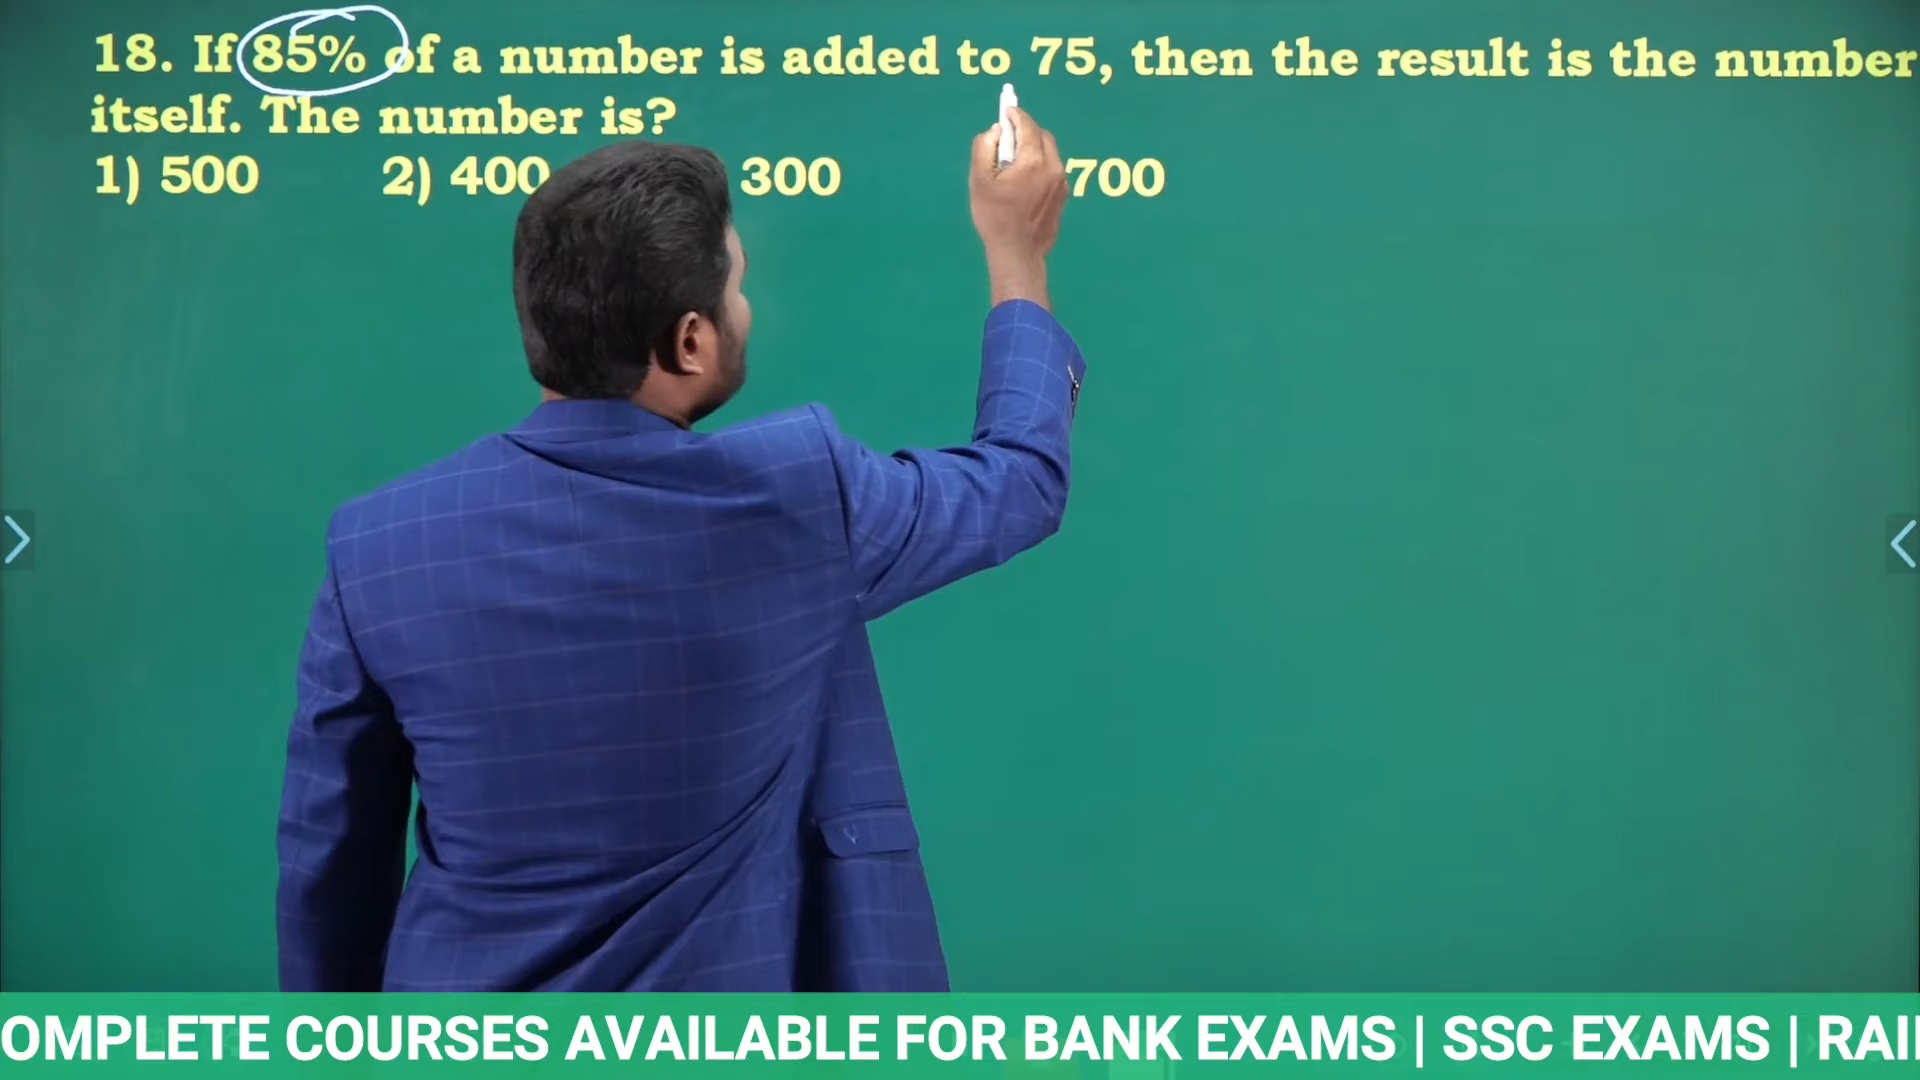 18. If 85% of a number is added to 75, then the result is the number
itself. The number is?
1) 500 2) 400 300 700
OMPLETE COURSES AVAILABLE FOR BANK EXAMS | SSC EXAMS | RAI